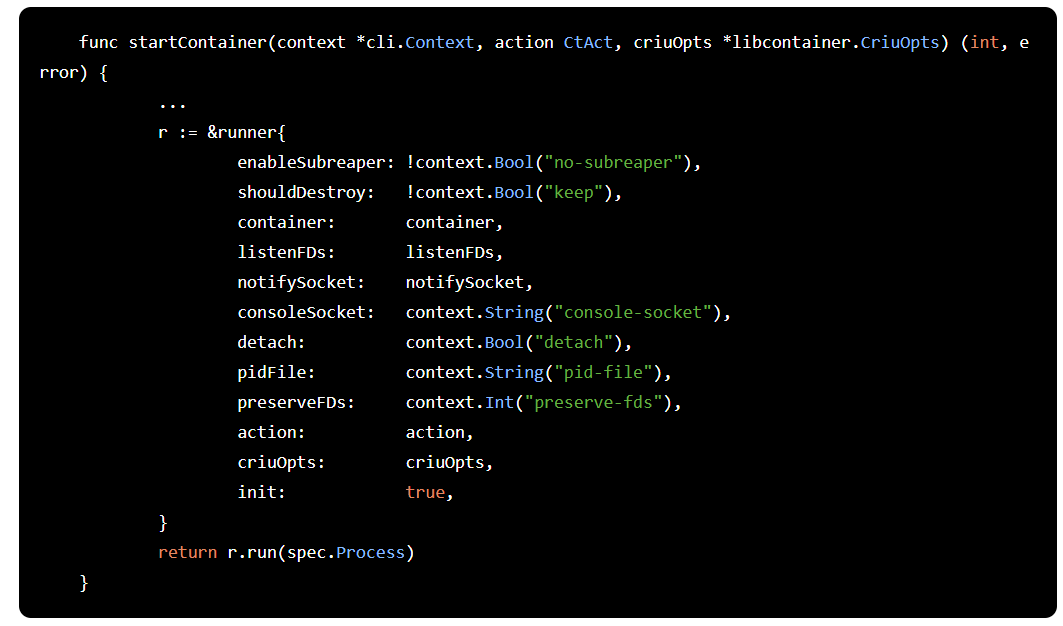 func startContainer(context *cli.Context, action CtAct, criuOpts *libcontainer.CriuOpts) (int, e
rror) {
...
r := &runner{
enableSubreaper: !context.Bool("no-subreaper"),
shouldDestroy:   !context.Bool("keep"),
container:       container,
listenFDs:       listenFDs,
notifySocket:    notifySocket,
consoleSocket:   context.String("console-socket"),
detach:          context.Bool("detach"),
pidFile:         context.String("pid-file"),
preserveFDs:     context.Int("preserve-fds"),
action:          action,
criuOpts:        criuOpts,
init:            true,
}
return r.run(spec.Process)
}